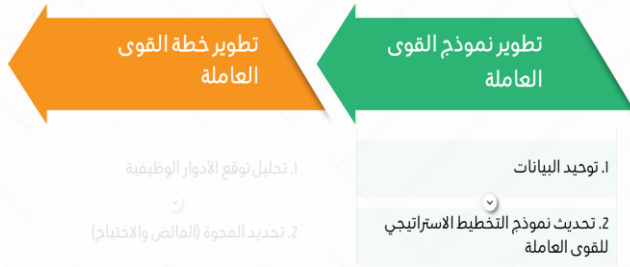 تطوير نموذج القوى
العاملة
تطوير خطة القوى
العاملة
1. توحيد البيانات
2. تحديث نموذج التخطيط الاستراتيجي
للقوى العاملة
1. تحليل توقع الأدوار الوظيفية
2. تحديد الفجوة (الفائض والاحتياج)